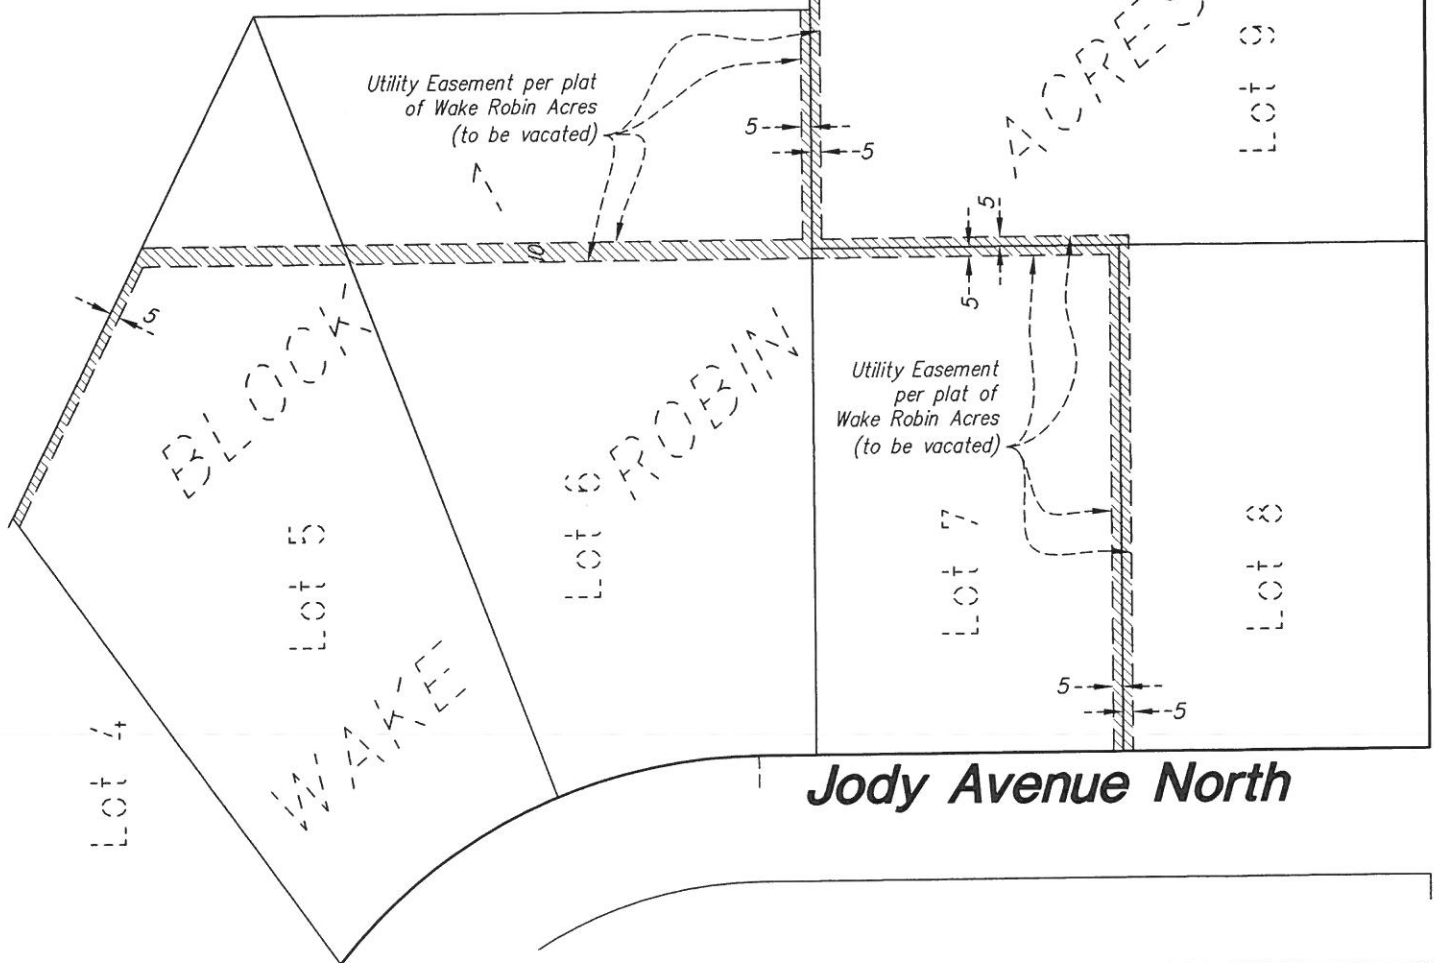 ACRES
Lot 9
Utility Easement per plat
of Wake Robin Acres
(to be vacated)
5
5
1
5
10
5
5
BLOCK
ROBIN
Utility Easement
per plat of
Wake Robin Acres
(to be vacated)
Lot 6
Lot 5
Lot 7
Lot 8
WAKE
5
5
Lot 4
Jody Avenue North